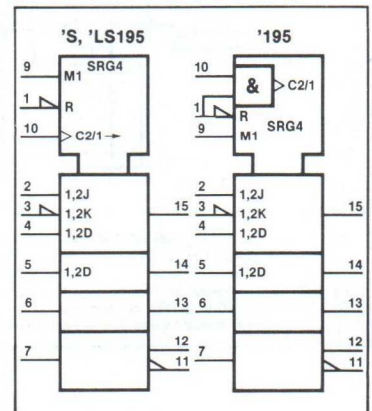 'S, 'LS195
9 SRG4
M1
1 R
10 C2/1 →
2 1,2J
3 1,2K 15
4 1,2D
5 1,2D 14
6 13
7 12
11
'195
10 & C2/1
1 R
9 M1 SRG4
2 1,2J
3 1,2K 15
4 1,2D
5 1,2D 14
6 13
7 12
11